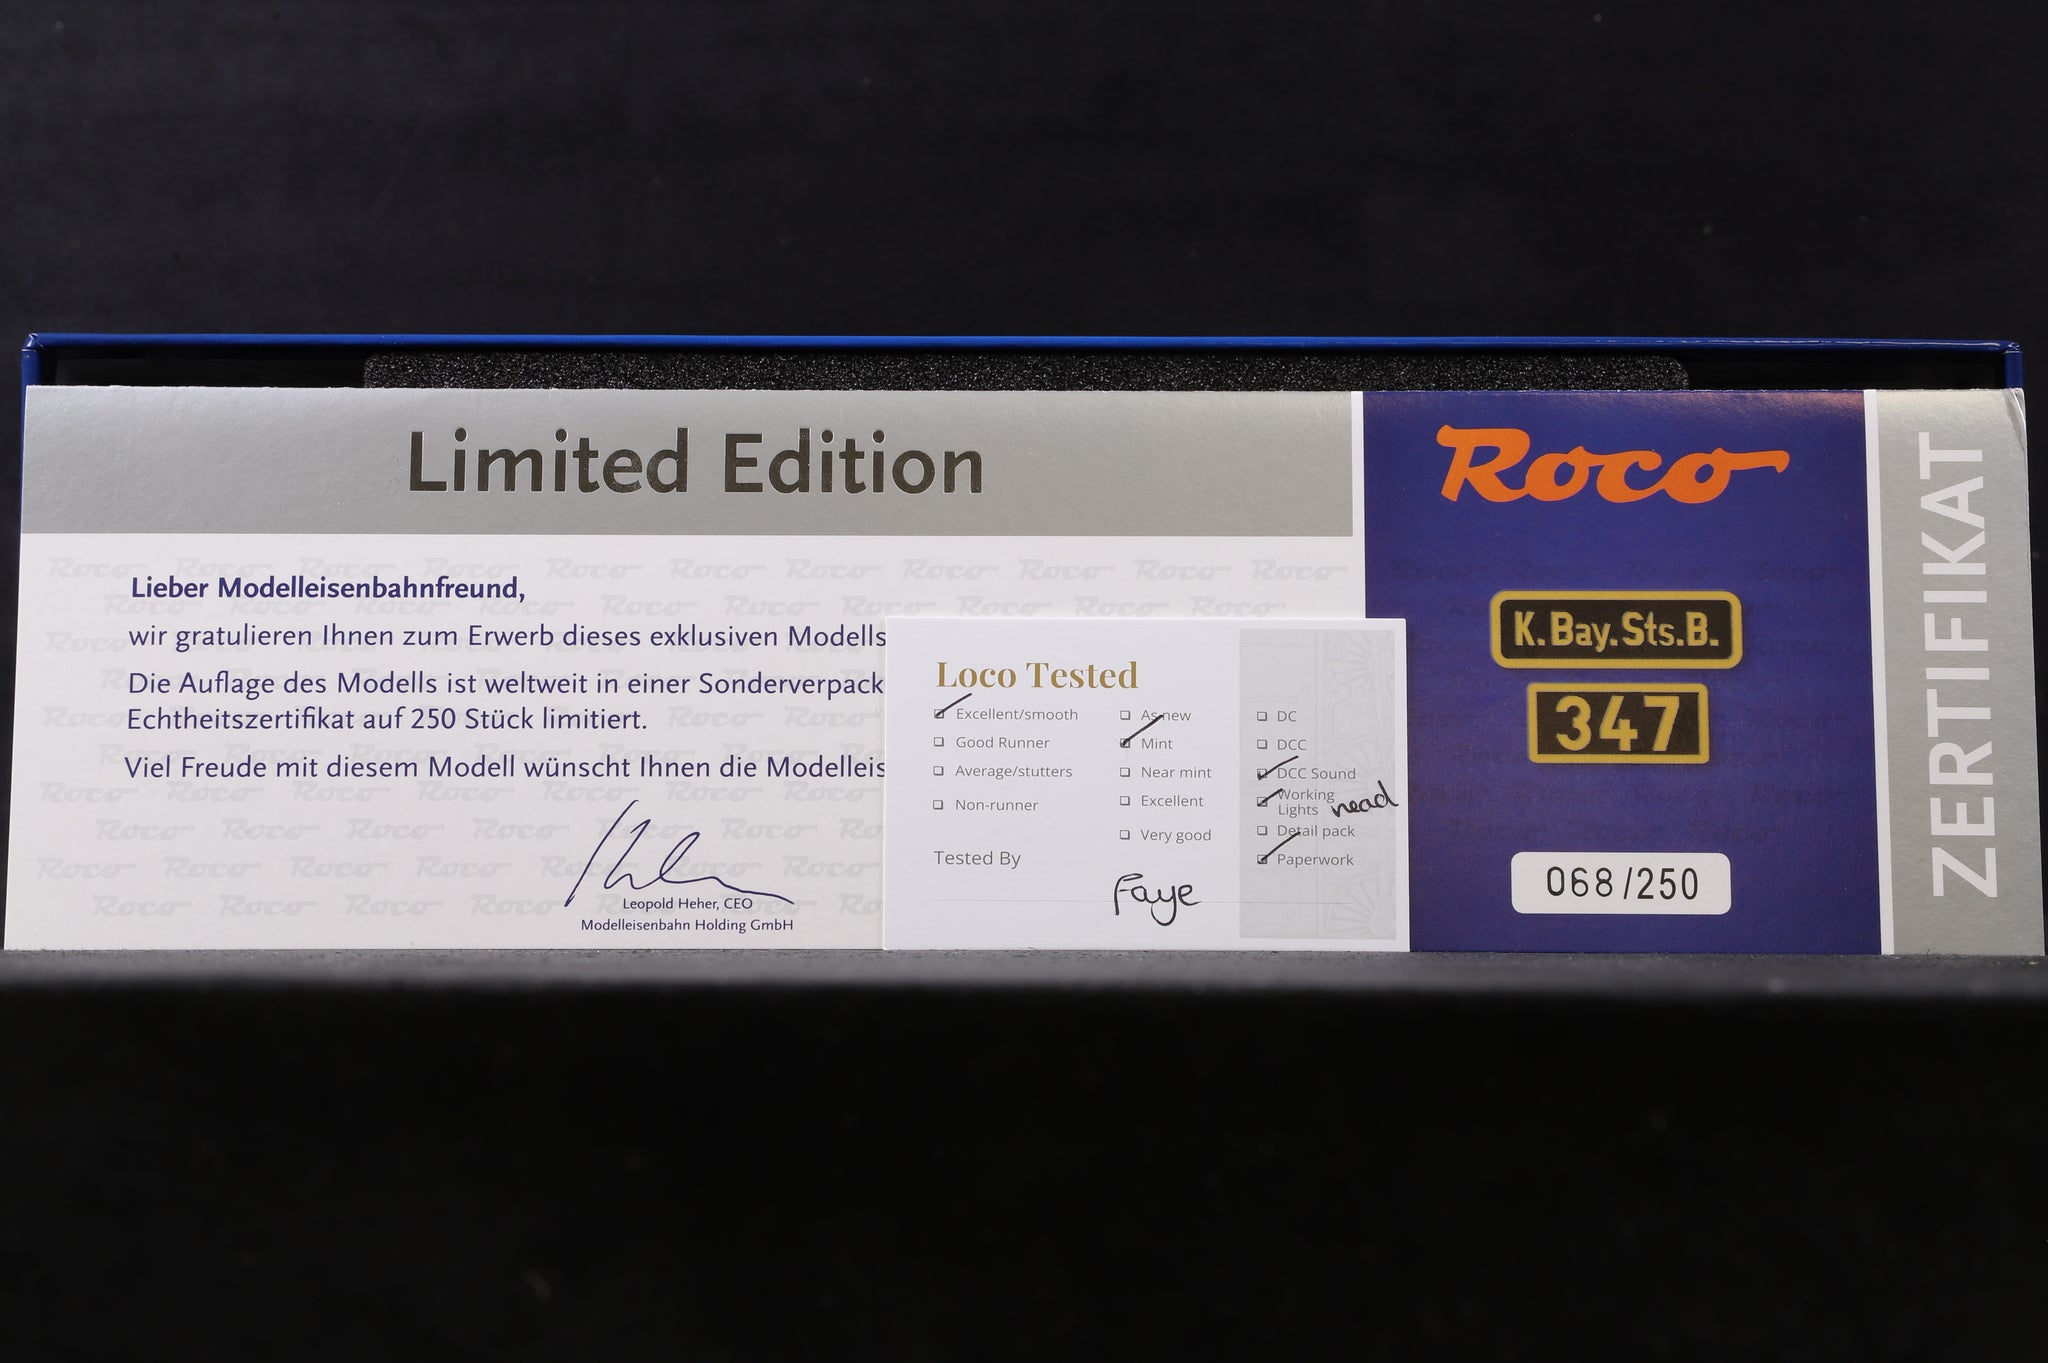 Limited Edition
Lieber Modelleisenbahnfreund,
wir gratulieren Ihnen zum Erwerb dieses exklusiven Modells
Die Auflage des Modells ist weltweit in einer Sonderverpack
Echtheitszertifikat auf 250 Stück limitiert.
Viel Freude mit diesem Modell wünscht Ihnen die Modelleis
Leopold Heher, CEO
Modelleisenbahn Holding GmbH
Loco Tested
Excellent/smooth
Good Runner
Average/stutters
Non-runner
As new
Mint
Near mint
Excellent
Very good
DC
DCC
DCC Sound
Working
Lights head
Detail pack
Paperwork
Tested By
Faye
Roco
K.Bay.Sts.B.
347
068/250
ZERTIFIKAT